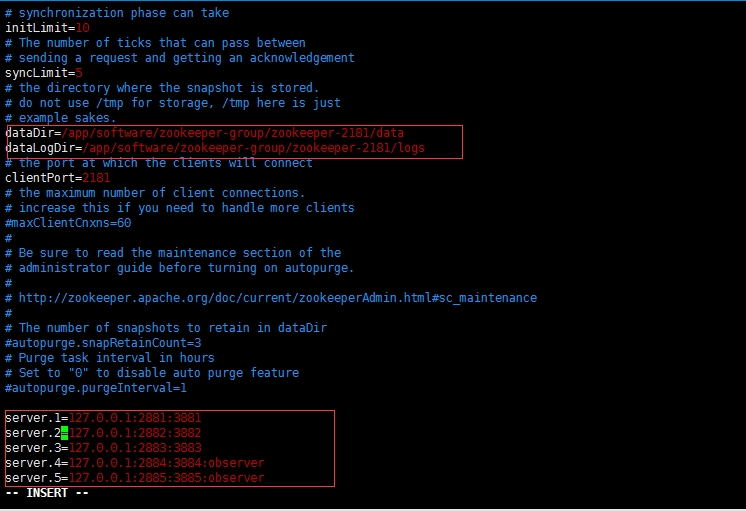 # synchronization phase can take
initLimit=10
# The number of ticks that can pass between
# sending a request and getting an acknowledgement
syncLimit=5
# the directory where the snapshot is stored.
# do not use /tmp for storage, /tmp here is just
# example sakes.
dataDir=/app/software/zookeeper-group/zookeeper-2181/data
dataLogDir=/app/software/zookeeper-group/zookeeper-2181/logs
# the port at which the clients will connect
clientPort=2181
# the maximum number of client connections.
# increase this if you need to handle more clients
#maxClientCnxns=60
#
# Be sure to read the maintenance section of the
# administrator guide before turning on autopurge.
#
# http://zookeeper.apache.org/doc/current/zookeeperAdmin.html#sc_maintenance
#
# The number of snapshots to retain in dataDir
#autopurge.snapRetainCount=3
# Purge task interval in hours
# Set to "0" to disable auto purge feature
#autopurge.purgeInterval=1
server.1=127.0.0.1:2881:3881
server.2=127.0.0.1:2882:3882
server.3=127.0.0.1:2883:3883
server.4=127.0.0.1:2884:3884:observer
server.5=127.0.0.1:2885:3885:observer
-- INSERT --